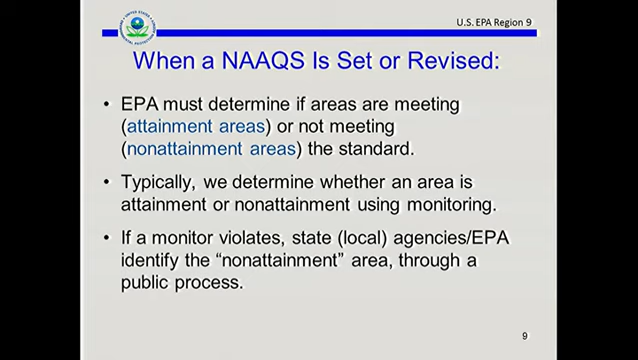 U.S. EPA Region 9
When a NAAQS Is Set or Revised:
• EPA must determine if areas are meeting
(attainment areas) or not meeting
(nonattainment areas) the standard.
• Typically, we determine whether an area is
attainment or nonattainment using monitoring.
• If a monitor violates, state (local) agencies/EPA
identify the “nonattainment” area, through a
public process.
9